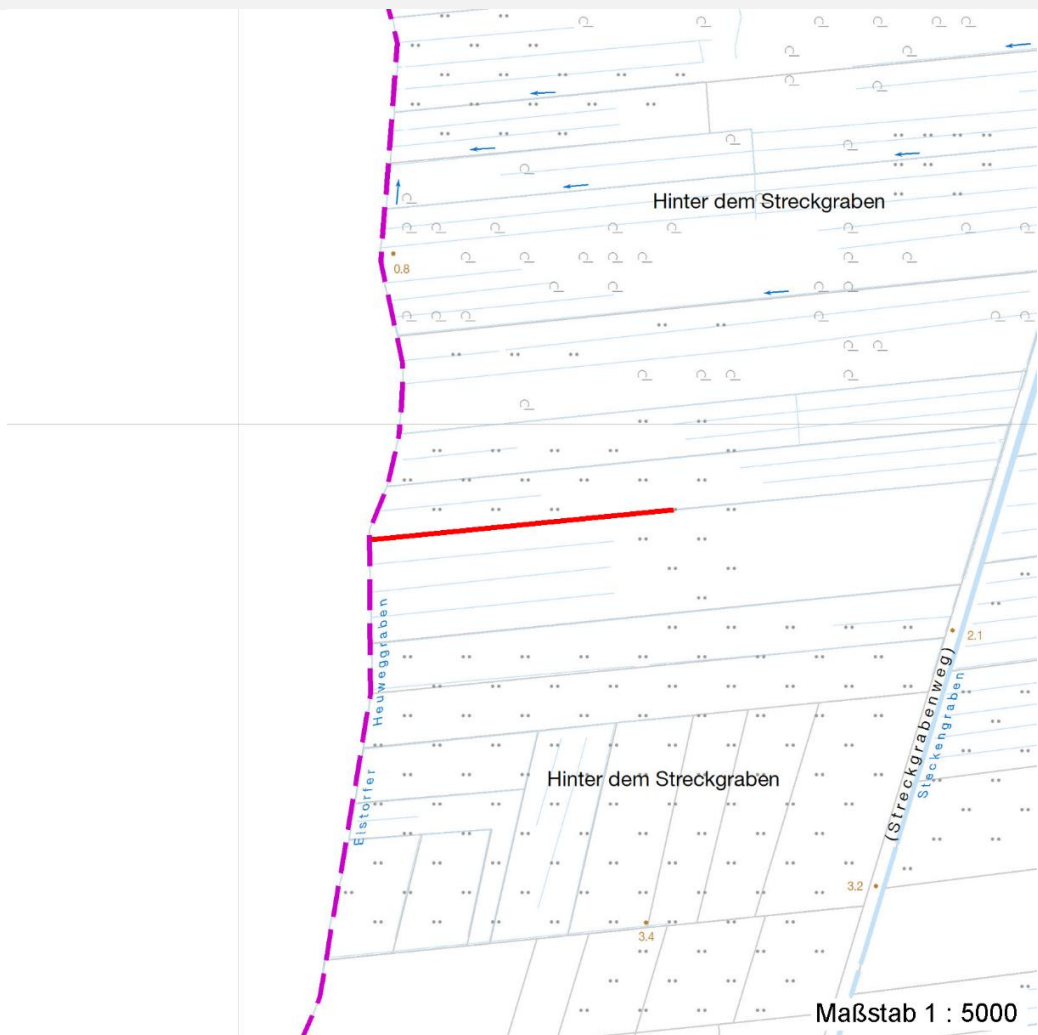 Hinter dem Streckgraben
0.8
Elstorfer Heuweggraben
2.1
(Streckgrabenweg)
Steckengraben
Hinter dem Streckgraben
3.2
3.4
Maßstab 1 : 5000